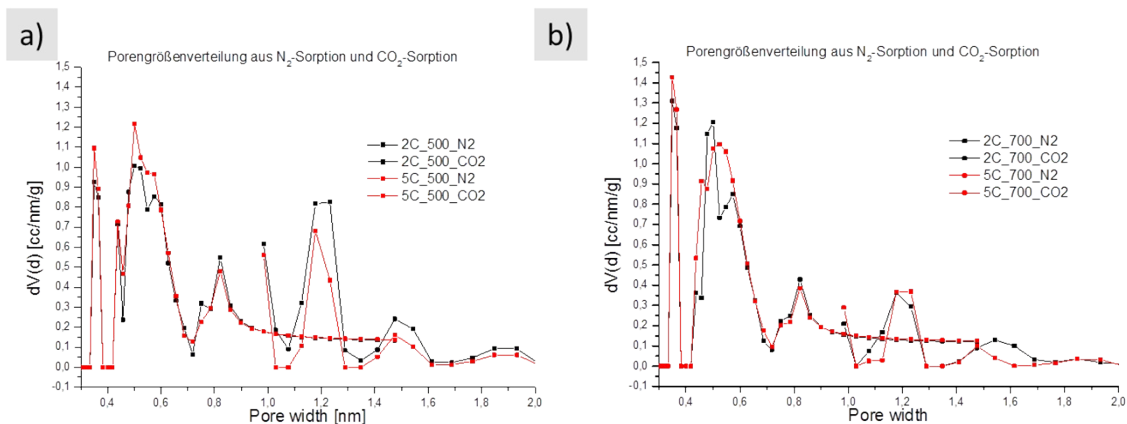 a)
Porengrößenverteilung aus N₂-Sorption und CO₂-Sorption
1,5
1,4
1,3
1,2
1,1
1,0
0,9
0,8
0,7
0,6
0,5
0,4
0,3
0,2
0,1
0,0
-0,1
dV(d) [cc/nm/g]
2C_500_N2
2C_500_CO2
5C_500_N2
5C_500_CO2
0,4 0,6 0,8 1,0 1,2 1,4 1,6 1,8 2,0
Pore width [nm]
b)
Porengrößenverteilung aus N₂-Sorption und CO₂-Sorption
1,5
1,4
1,3
1,2
1,1
1,0
0,9
0,8
0,7
0,6
0,5
0,4
0,3
0,2
0,1
0,0
-0,1
dV(d) [cc/nm/g]
2C_700_N2
2C_700_CO2
5C_700_N2
5C_700_CO2
0,4 0,6 0,8 1,0 1,2 1,4 1,6 1,8 2,0
Pore width